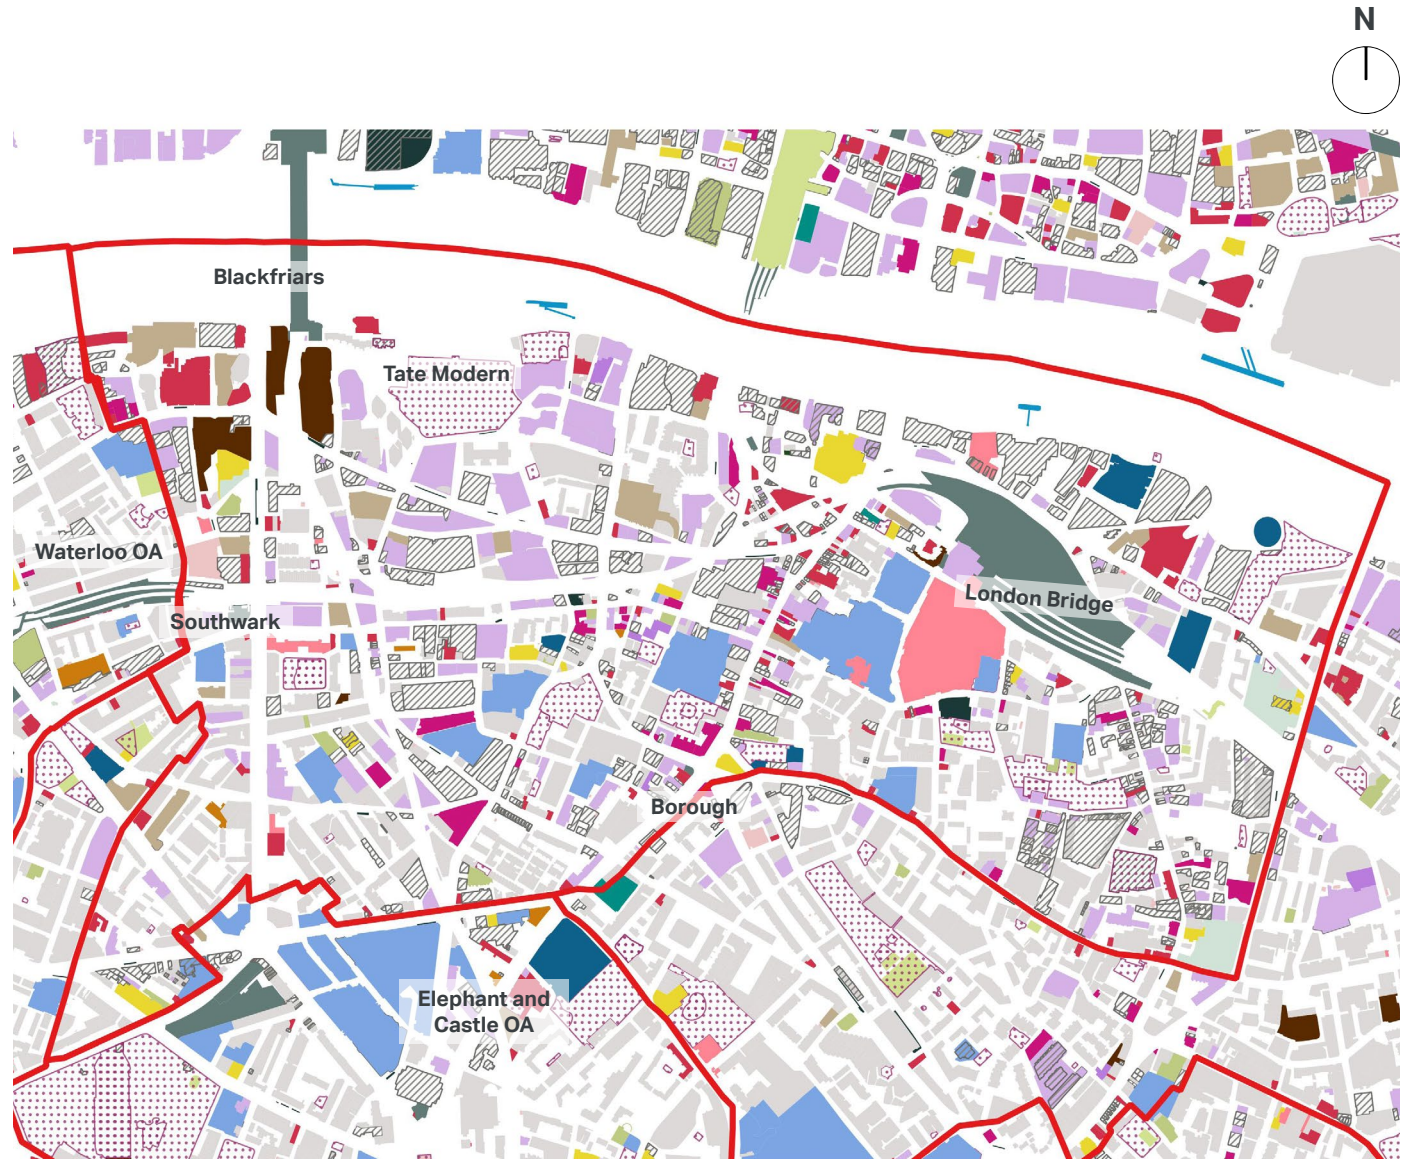 N
Blackfriars
Tate Modern
Waterloo OA
London Bridge
Southwark
Borough
Elephant and
Castle OA